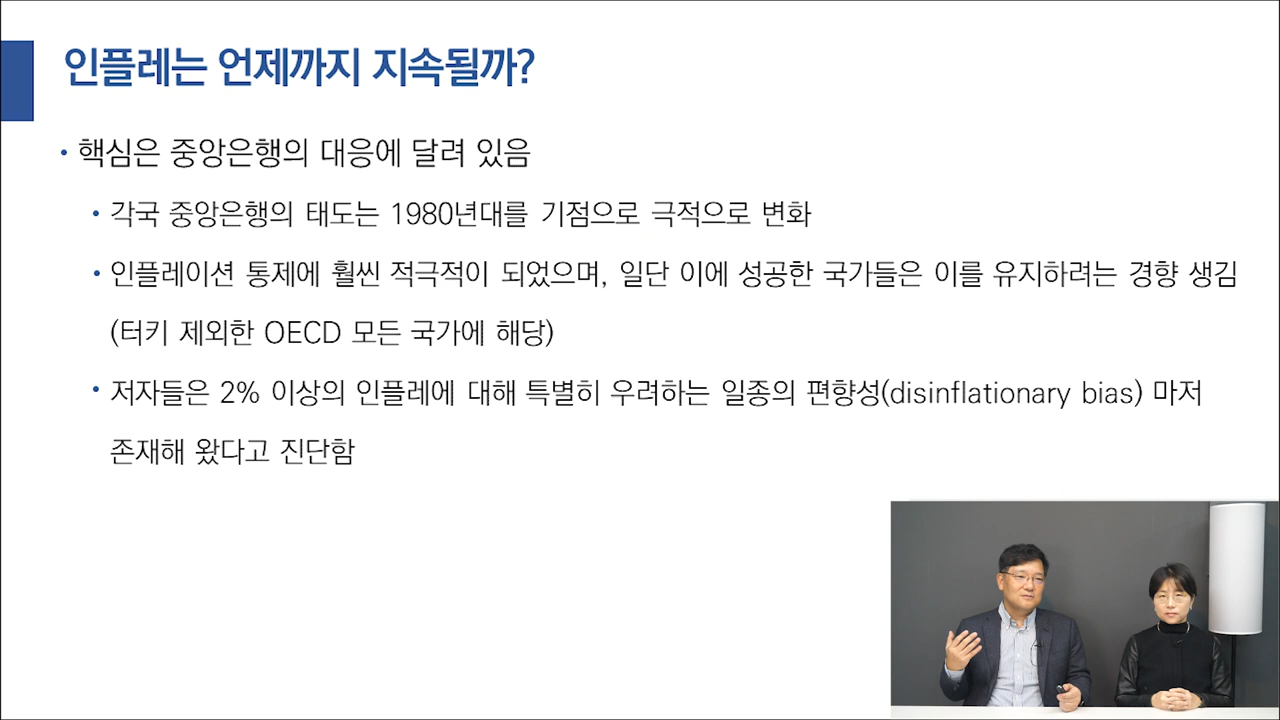 인플레는 언제까지 지속될까?
• 핵심은 중앙은행의 대응에 달려 있음
• 각국 중앙은행의 태도는 1980년대를 기점으로 극적으로 변화
• 인플레이션 통제에 훨씬 적극적이 되었으며, 일단 이에 성공한 국가들은 이를 유지하려는 경향 생김
(터키 제외한 OECD 모든 국가에 해당)
• 저자들은 2% 이상의 인플레에 대해 특별히 우려하는 일종의 편향성(disinflationary bias) 마저
존재해 왔다고 진단함